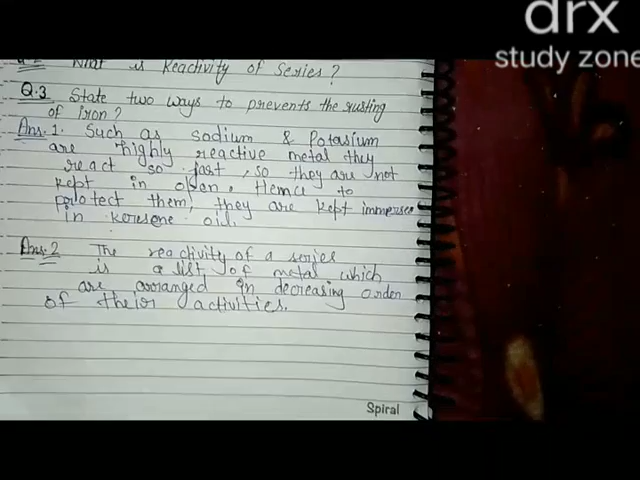 drx
study zone
What is Reactivity of Series?
Q.3 State two ways to prevents the rusting
of iron?
Ans.1. Such as sodium & Potasium
are highly reactive metal they
react so fast, so they are not
kept in open. Hence to
protect them, they are kept immerse
in keresene oil.
Ans.2 The reactivity of a series
is a list of metal which
are arranged in decreasing order
of their activities.
Spiral